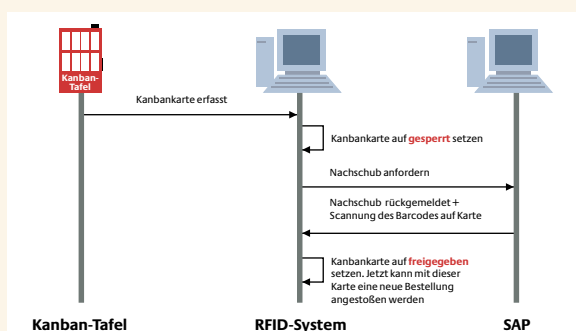 Kanban-
Tafel
Kanbankarte erfasst
Kanbankarte auf gesperrt setzen
Nachschub anfordern
Nachschub rückgemeldet +
Scannung des Barcodes auf Karte
Kanbankarte auf freigegeben
setzen. Jetzt kann mit dieser
Karte eine neue Bestellung
angestoßen werden
Kanban-Tafel
RFID-System
SAP